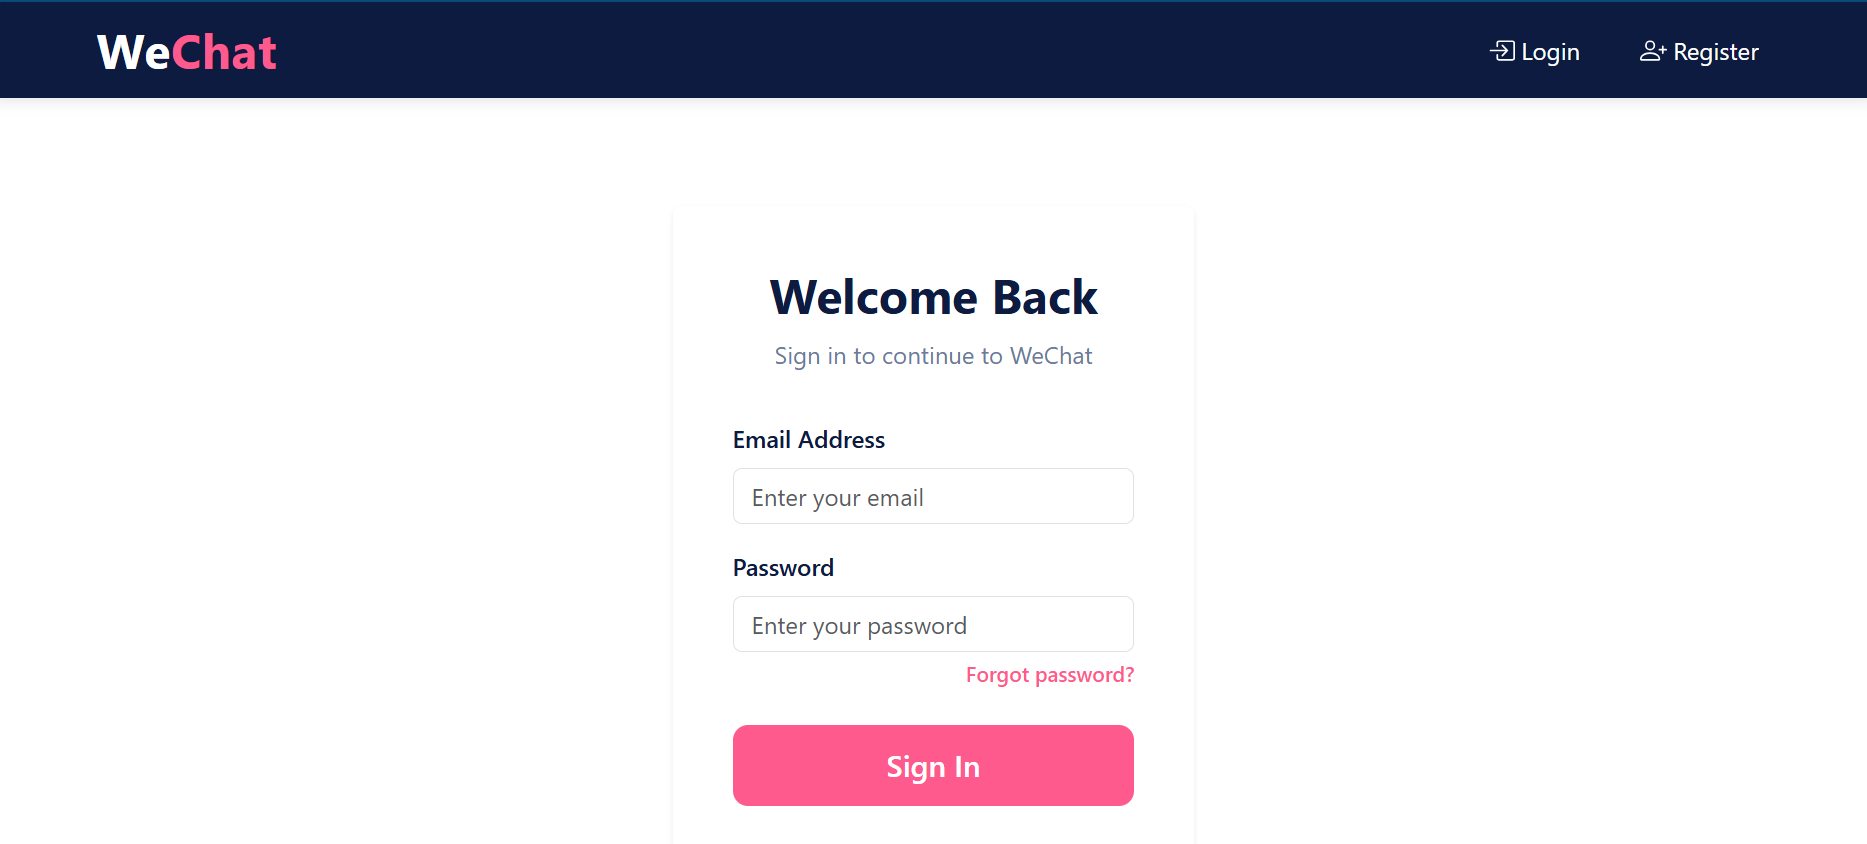 WeChat
Login
Register
Welcome Back
Sign in to continue to WeChat
Email Address
Enter your email
Password
Enter your password
Forgot password?
Sign In